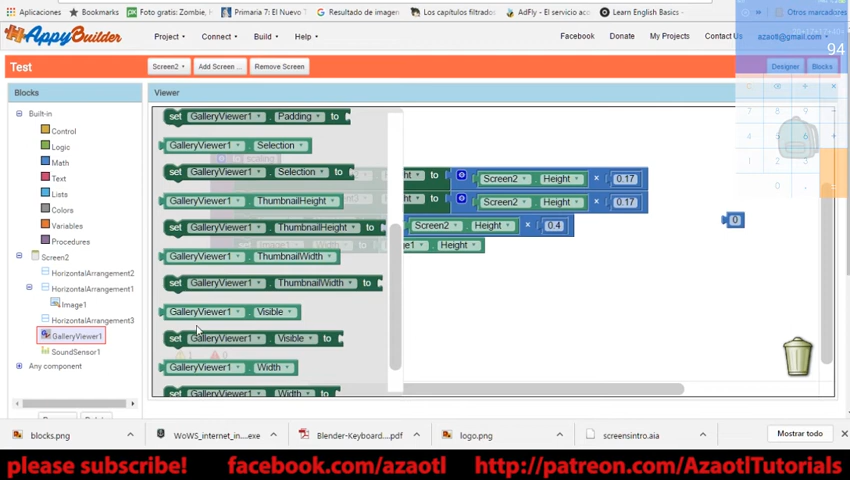 Aplicaciones
Bookmarks
Foto gratis: Zombie, H
Primaria 7: El Nuevo T
Resultado de imagen
Los capítulos filtrados
AdFly - El servicio aco
Learn English Basics
Otros marcadores
AppyBuilder
Project
Connect
Build
Help
Facebook
Donate
My Projects
Contact Us
azaotl@gmail.com
94
Test
Screen2
Add Screen ...
Remove Screen
Designer
Blocks
Blocks
Viewer
Built-in
Control
Logic
Math
Text
Lists
Colors
Variables
Procedures
Screen2
HorizontalArrangement2
HorizontalArrangement1
Image1
HorizontalArrangement3
GalleryViewer1
SoundSensor1
Any component
set GalleryViewer1 . Padding to
GalleryViewer1 . Selection
set GalleryViewer1 . Selection to
GalleryViewer1 . ThumbnailHeight
set GalleryViewer1 . ThumbnailHeight to
GalleryViewer1 . ThumbnailWidth
set GalleryViewer1 . ThumbnailWidth to
GalleryViewer1 . Visible
set GalleryViewer1 . Visible to
GalleryViewer1 . Width
set GalleryViewer1 . Width to
to scaling
to Screen2 . Height × 0.17
to Screen2 . Height × 0.17
Screen2 . Height × 0.4
. Height
0
blocks.png
WoWS_internet_in....exe
Blender-Keyboard....pdf
logo.png
screensintro.aia
Mostrar todo
please subscribe! facebook.com/azaotl http://patreon.com/AzaotlTutorials